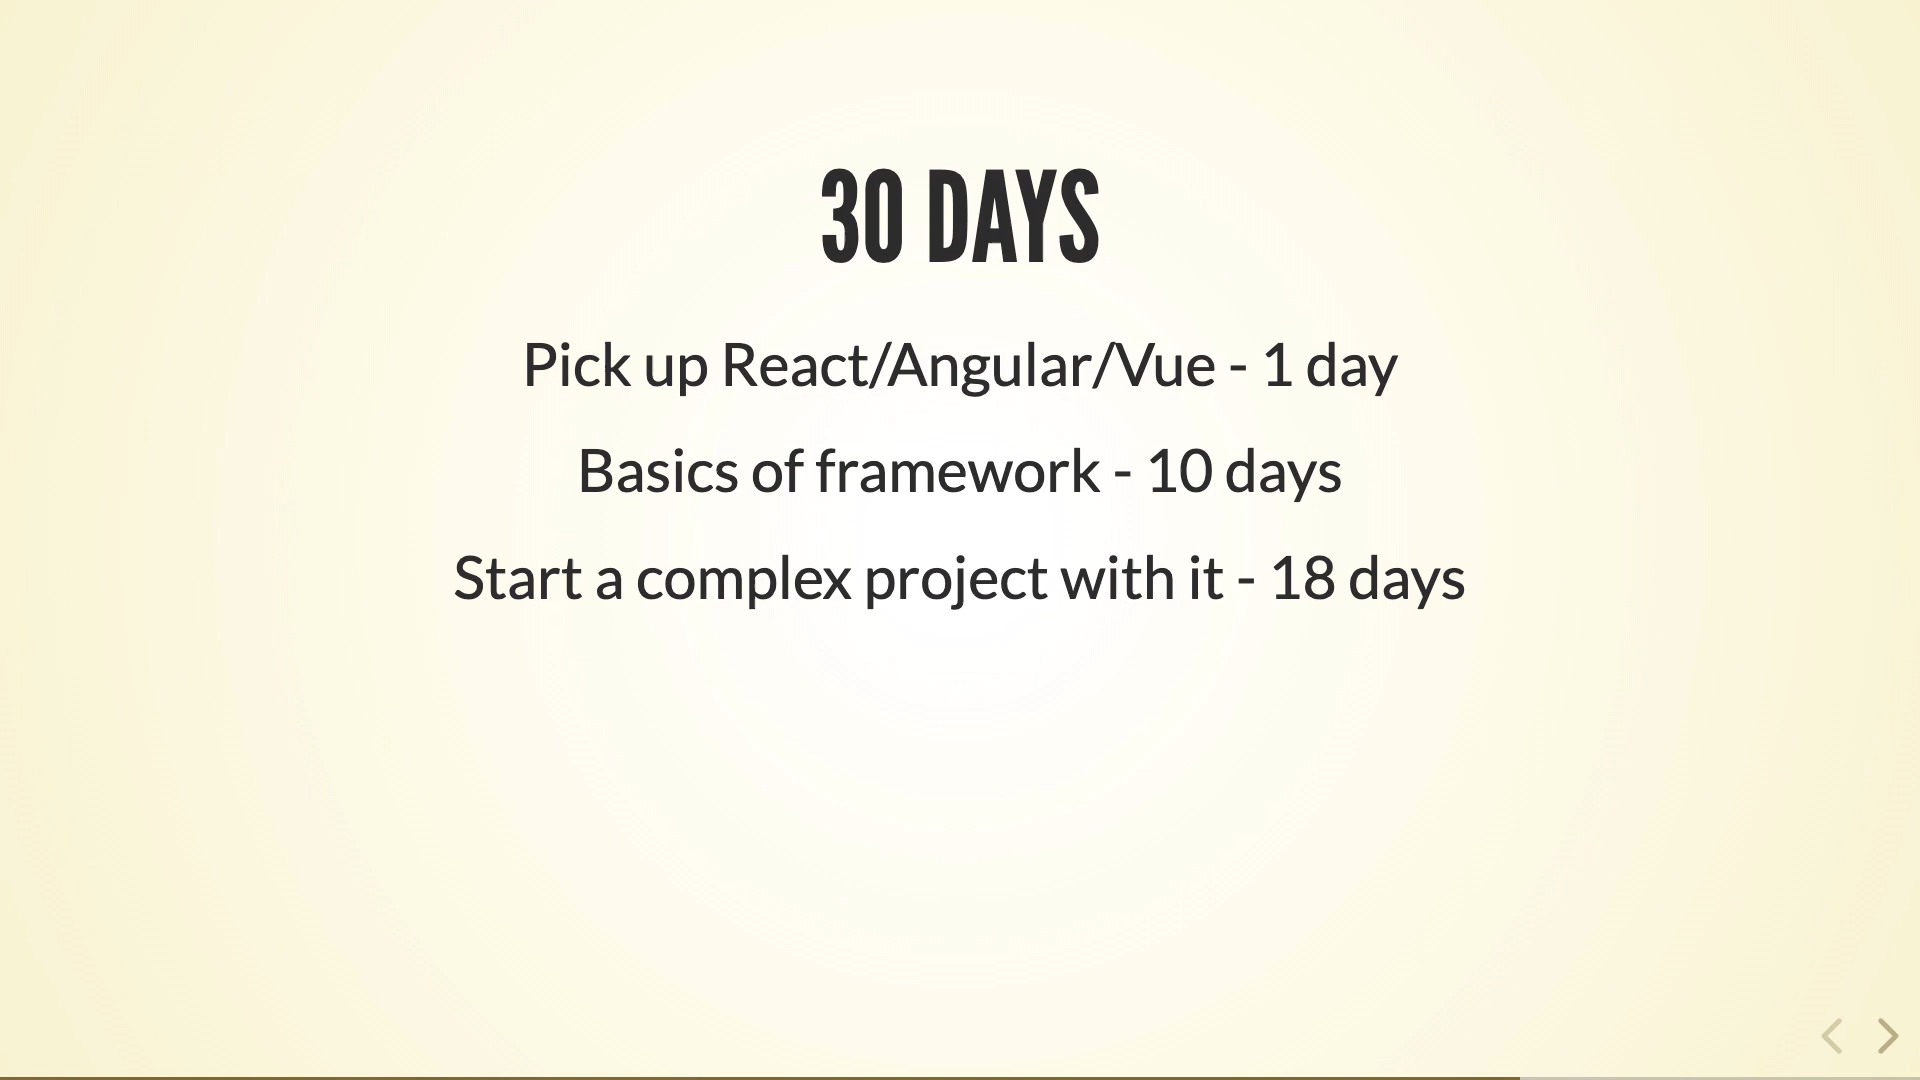 30 DAYS
Pick up React/Angular/Vue - 1 day
Basics of framework - 10 days
Start a complex project with it - 18 days